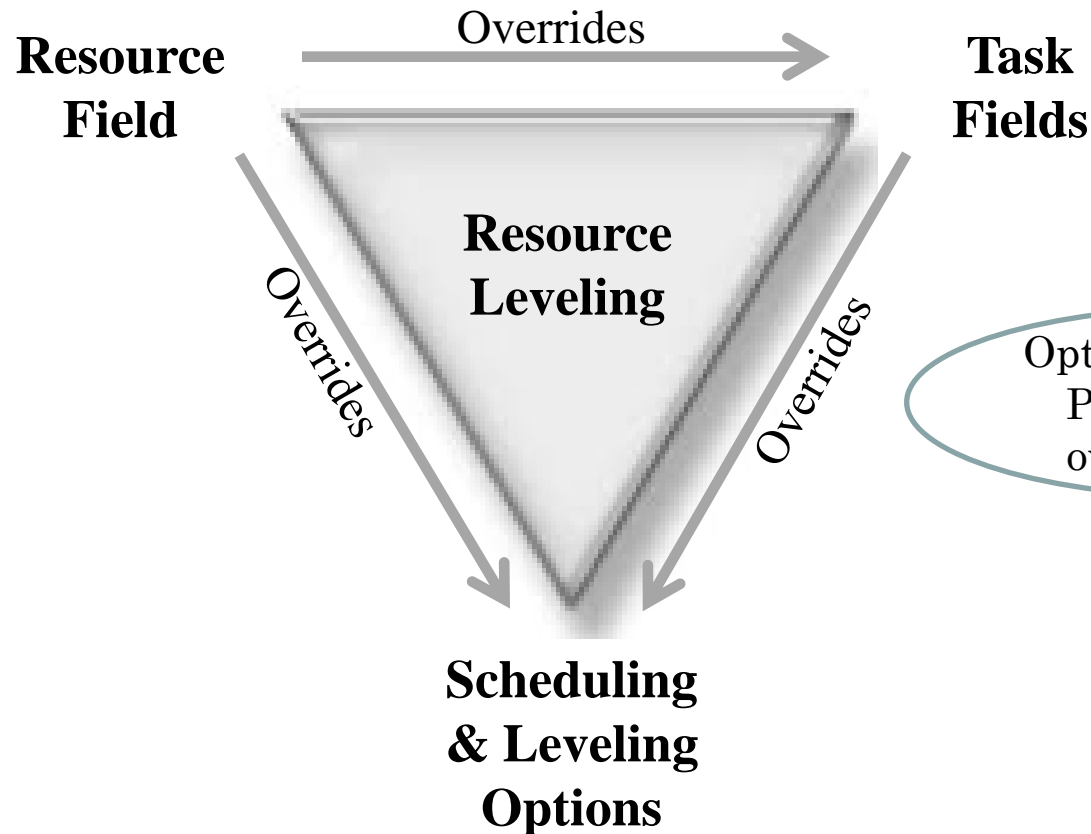 Overrides
Resource
Field
Task
Fields
Resource
Leveling
Overrides
Overrides
Scheduling
& Leveling
Options